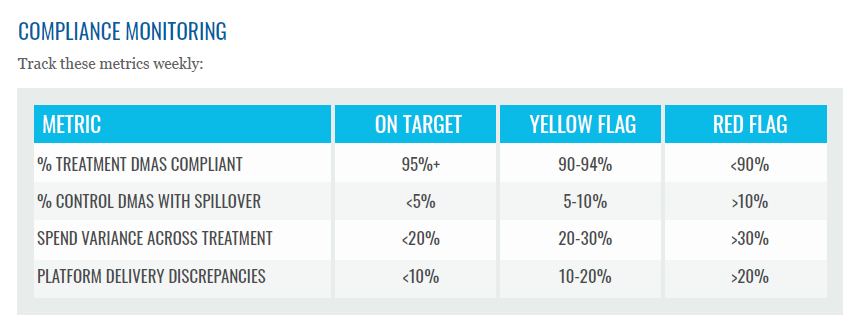 COMPLIANCE MONITORING
Track these metrics weekly:
METRIC ON TARGET YELLOW FLAG RED FLAG
% TREATMENT DMAS COMPLIANT 95%+ 90-94% <90%
% CONTROL DMAS WITH SPILLOVER <5% 5-10% >10%
SPEND VARIANCE ACROSS TREATMENT <20% 20-30% >30%
PLATFORM DELIVERY DISCREPANCIES <10% 10-20% >20%